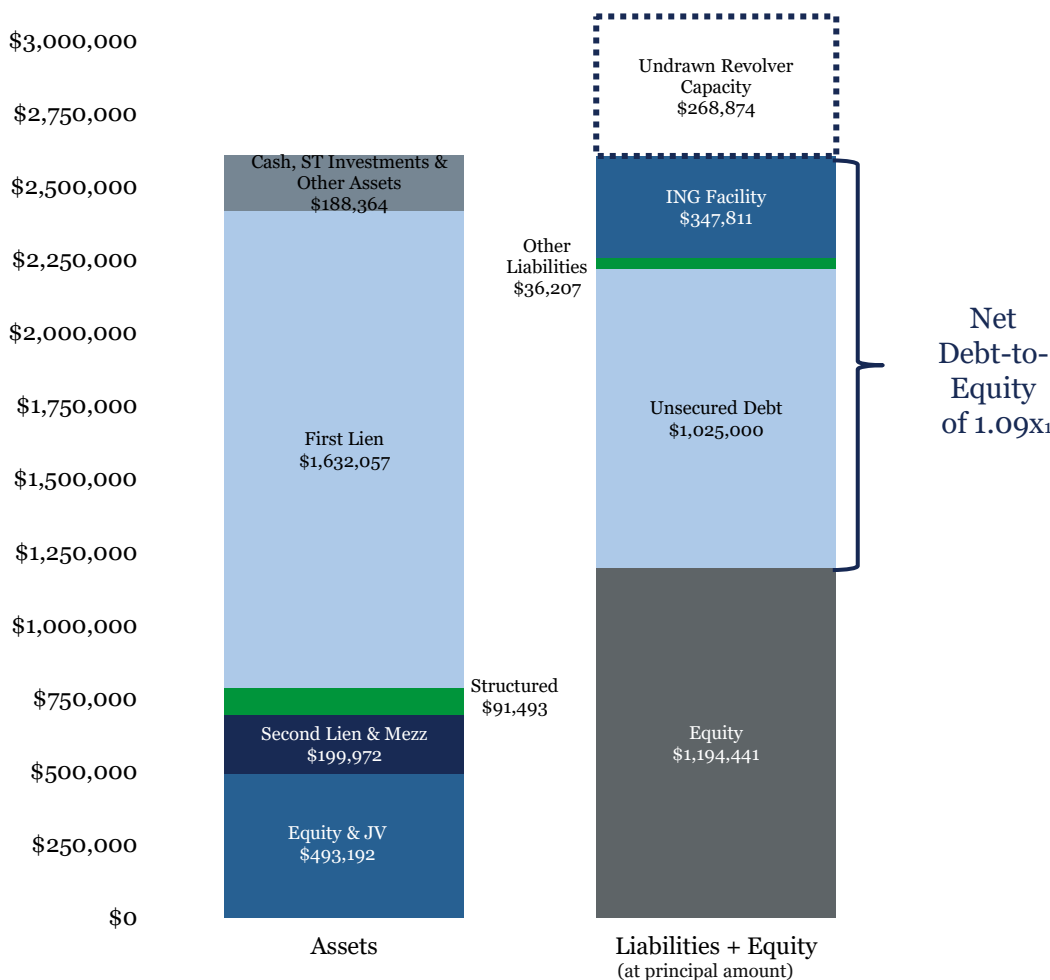 $3,000,000
$2,750,000
$2,500,000
$2,250,000
$2,000,000
$1,750,000
$1,500,000
$1,250,000
$1,000,000
$750,000
$500,000
$250,000
$0
Cash, ST Investments &
Other Assets
$188,364
First Lien
$1,632,057
Structured
$91,493
Second Lien & Mezz
$199,972
Equity & JV
$493,192
Assets
Undrawn Revolver
Capacity
$268,874
ING Facility
$347,811
Other
Liabilities
$36,207
Unsecured Debt
$1,025,000
Equity
$1,194,441
Liabilities + Equity
(at principal amount)
Net
Debt-to-
Equity
of 1.09x1